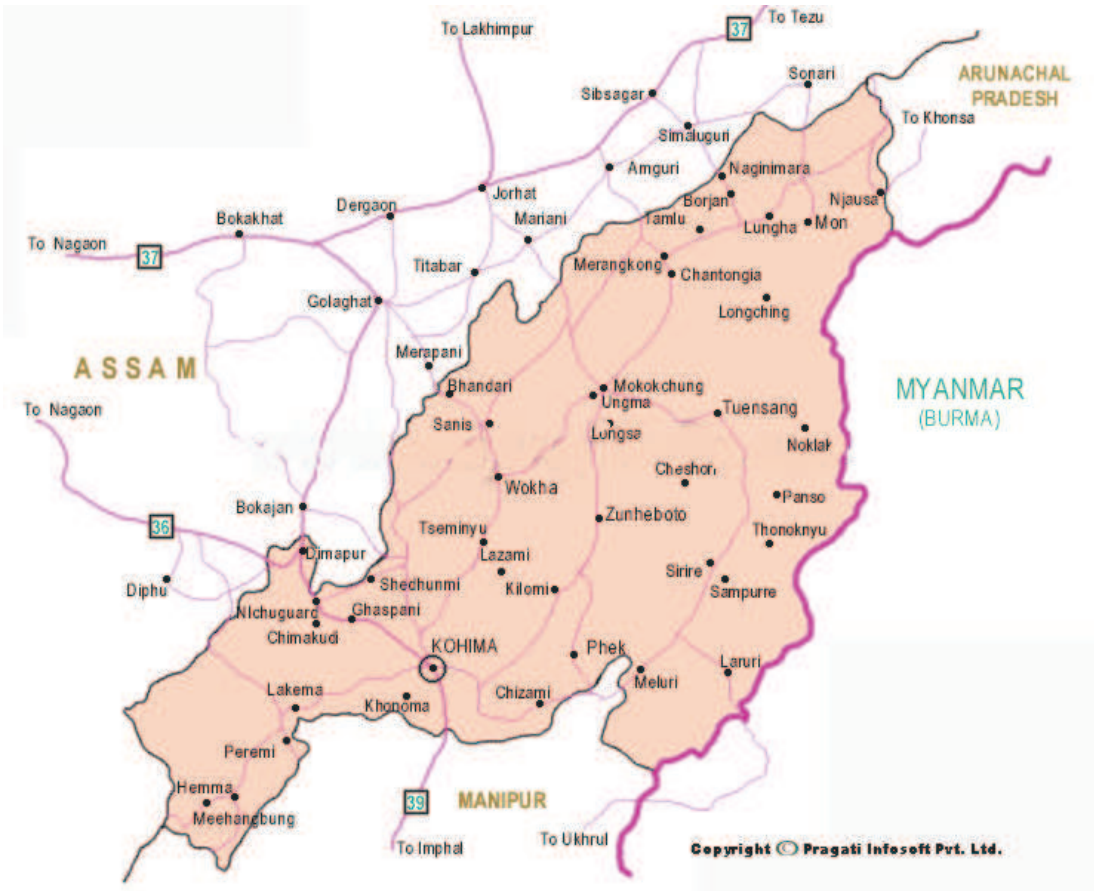 37
To Tezu
To Lakhimpur
Sonari
ARUNACHAL
PRADESH
Sibsagar
To Khonsa
Simaluguri
Amguri
Naginimara
Jorhat
Borjan
Njausa
Dergaon
Mariani
Tamlu
Lungha
Mon
Bokakhat
To Nagaon
37
Titabar
Merangkong
Chantongia
Golaghat
Longching
Merapani
ASSAM
Bhandari
Mokokchung
Ungma
MYANMAR
(BURMA)
To Nagaon
Tuensang
Sanis
Lungsa
Noklak
Cheshori
Wokha
Panso
Bokajan
36
Tseminyu
Zunheboto
Thonoknyu
Lazami
Dimapur
Sirire
Diphu
Shedhunmi
Kilomi
Sampurre
NIchuguard
Ghaspani
Chimakudi
KOHIMA
Phek
Laruri
Meluri
Lakema
Khonoma
Chizami
Peremi
Hemma
Meehangbung
39
MANIPUR
To Imphal
To Ukhrul
Copyright © Pragati Infosoft Pvt. Ltd.